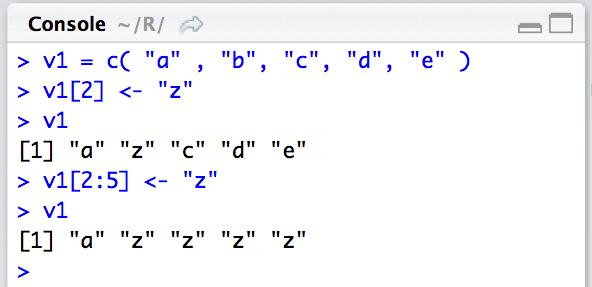 Console ~/R/
> v1 = c( "a" , "b", "c", "d", "e" )
> v1[2] <- "z"
> v1
[1] "a" "z" "c" "d" "e"
> v1[2:5] <- "z"
> v1
[1] "a" "z" "z" "z" "z"
>